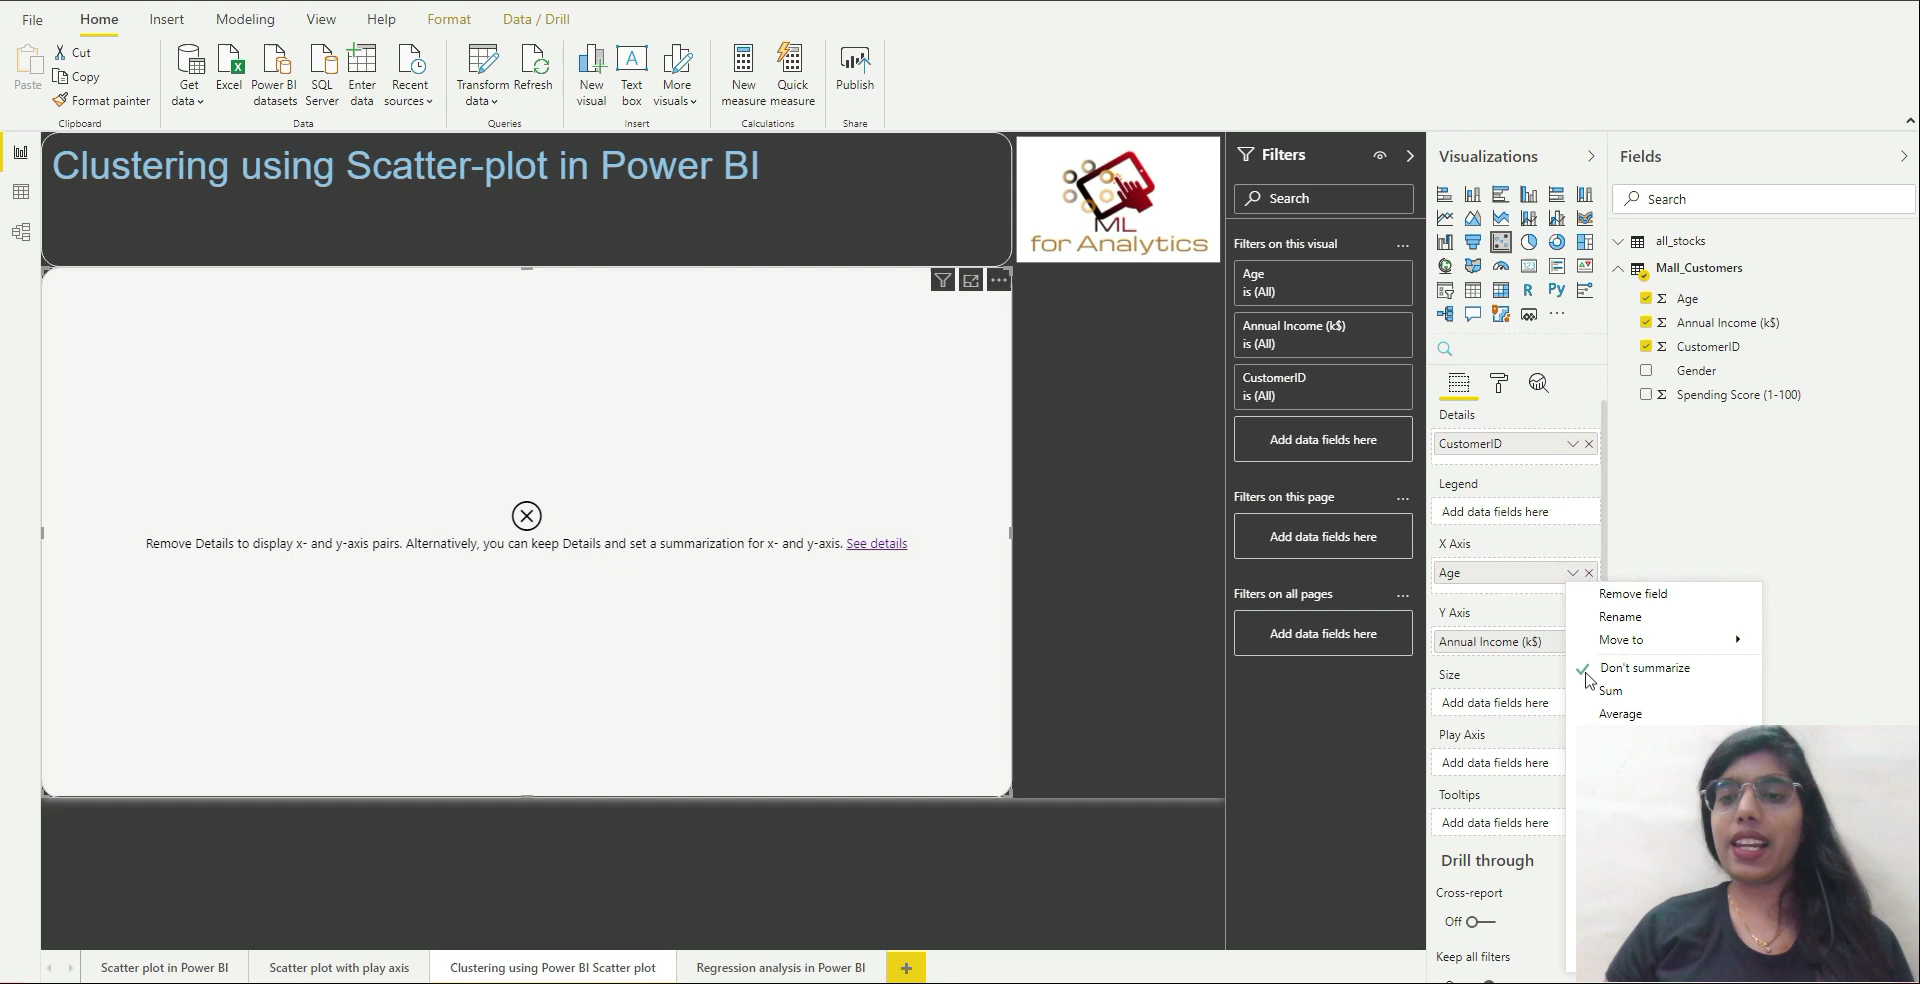 File
Home
Insert
Modeling
View
Help
Format
Data / Drill
Paste
Cut
Copy
Format painter
Clipboard
Get
data
Excel
Power BI
datasets
SQL
Server
Enter
data
Recent
sources
Data
Transform
data
Refresh
Queries
New
visual
A
Text
box
More
visuals
Insert
New
measure
Quick
measure
Calculations
Publish
Share
Clustering using Scatter-plot in Power BI
ML
for Analytics
Remove Details to display x- and y-axis pairs. Alternatively, you can keep Details and set a summarization for x- and y-axis. See details
Filters
Search
Filters on this visual
Age
is (All)
Annual Income (k$)
is (All)
CustomerID
is (All)
Add data fields here
Filters on this page
Add data fields here
Filters on all pages
Add data fields here
Visualizations
123
R
Py
Details
CustomerID
Legend
Add data fields here
X Axis
Age
Y Axis
Annual Income (k$)
Size
Add data fields here
Play Axis
Add data fields here
Tooltips
Add data fields here
Drill through
Cross-report
Off
Keep all filters
Remove field
Rename
Move to
Don't summarize
Sum
Average
Fields
Search
all_stocks
Mall_Customers
Σ Age
Σ Annual Income (k$)
Σ CustomerID
Gender
Σ Spending Score (1-100)
Scatter plot in Power BI
Scatter plot with play axis
Clustering using Power BI Scatter plot
Regression analysis in Power BI
+